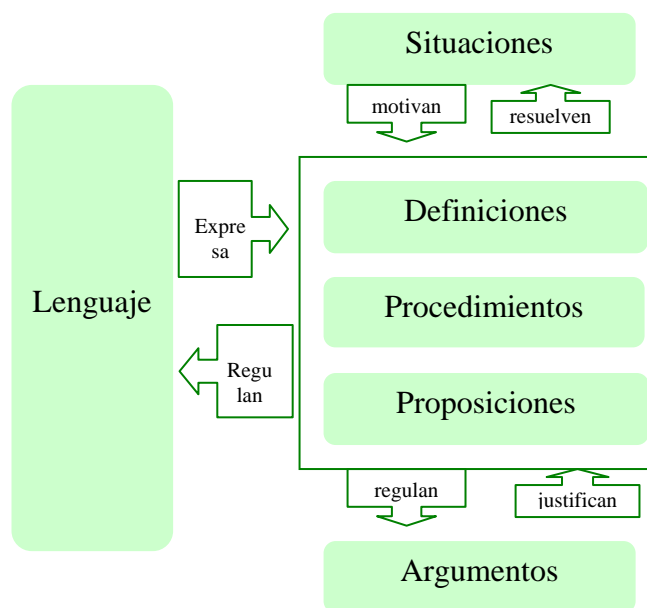 Situaciones
motivan
resuelven
Expre
sa
Definiciones
Lenguaje
Procedimientos
Regu
lan
Proposiciones
regulan
justifican
Argumentos